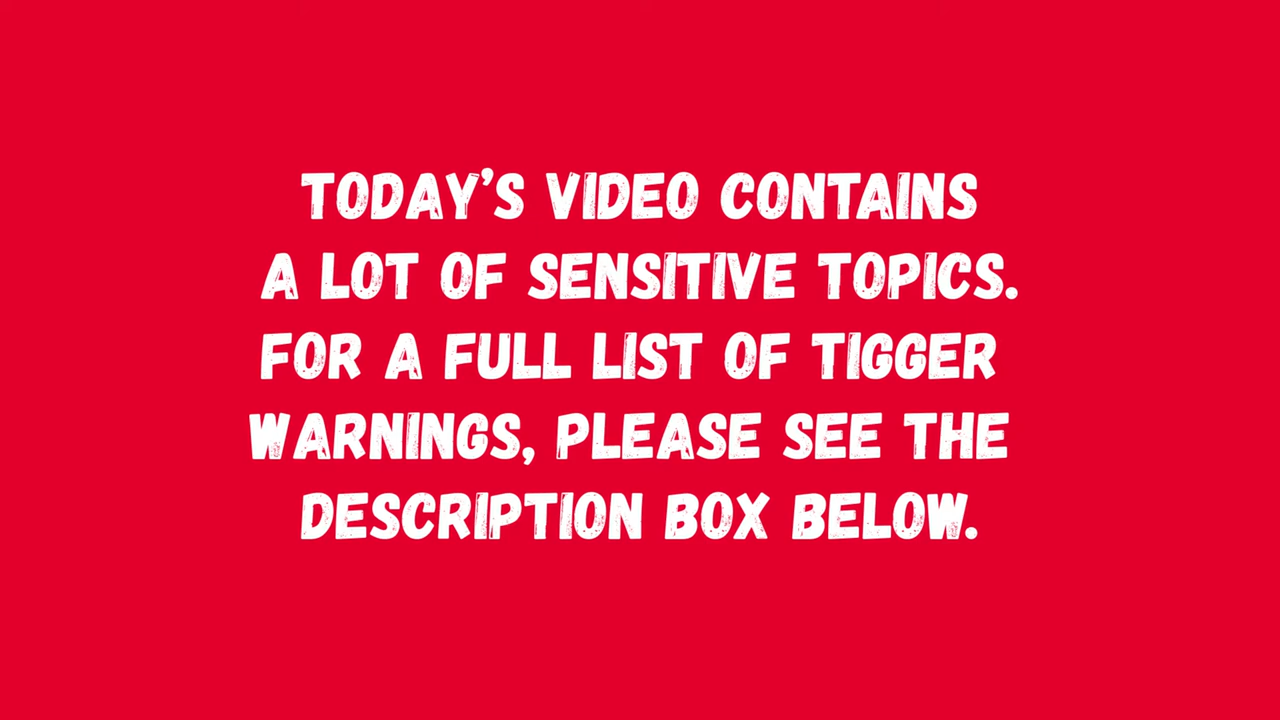 TODAY’S VIDEO CONTAINS
A LOT OF SENSITIVE TOPICS.
FOR A FULL LIST OF TIGGER
WARNINGS, PLEASE SEE THE
DESCRIPTION BOX BELOW.